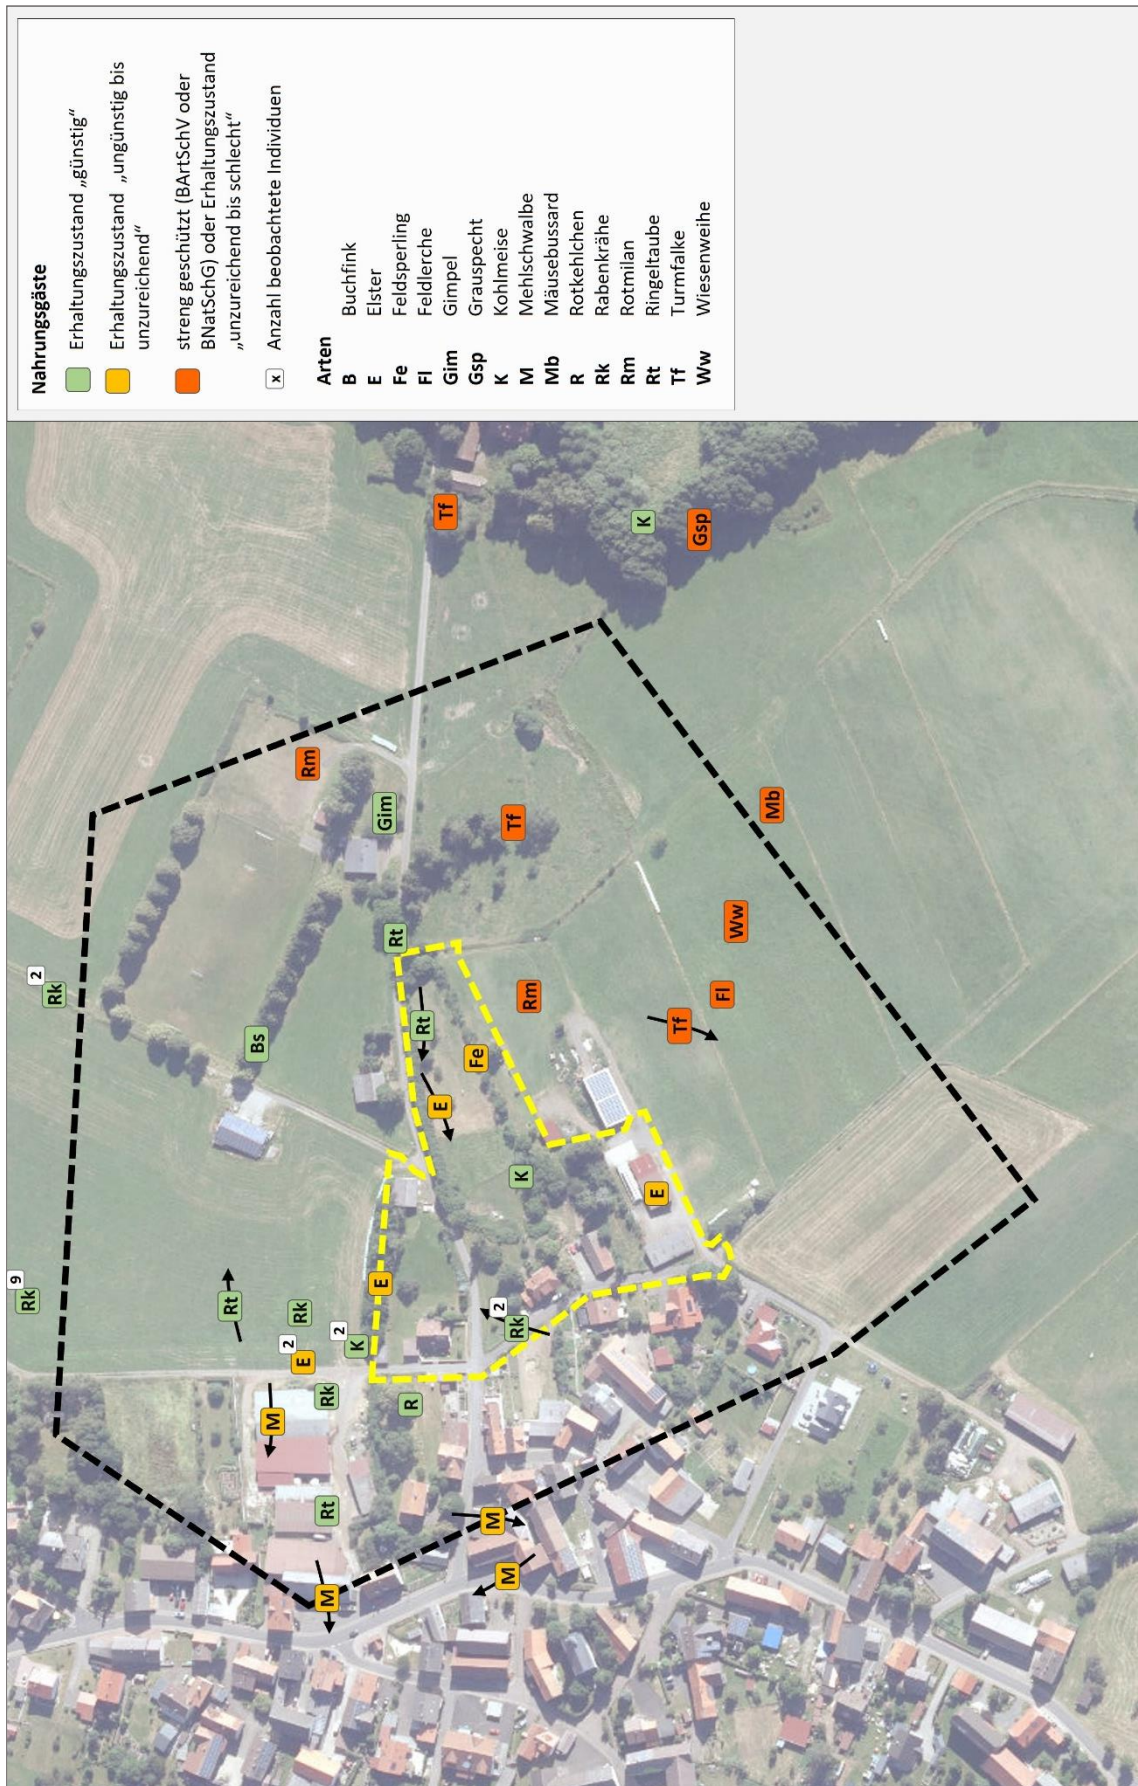 Nahrungsgäste
Erhaltungszustand „günstig“
Erhaltungszustand „ungünstig bis
unzureichend“
streng geschützt (BArtSchV oder
BNatSchG) oder Erhaltungszustand
„unzureichend bis schlecht“
x Anzahl beobachtete Individuen
Arten
B Buchfink
E Elster
Fe Feldsperling
Fl Feldlerche
Gim Gimpel
Gsp Grauspecht
K Kohlmeise
M Mehlschwalbe
Mb Mäusebussard
R Rotkehlchen
Rk Rabenkrähe
Rm Rotmilan
Rt Ringeltaube
Tf Turmfalke
Ww Wiesenweihe
9
Rk
2
Rk
Rt
Bs
M
2
E
Rk
Rm
M
Rt
Rk
2
K
E
Gim
R
Rt
Rt
E
Tf
M
M
2
Rk
K
Fe
Rm
Tf
E
Tf
Fl
Ww
Mb
K
Gsp